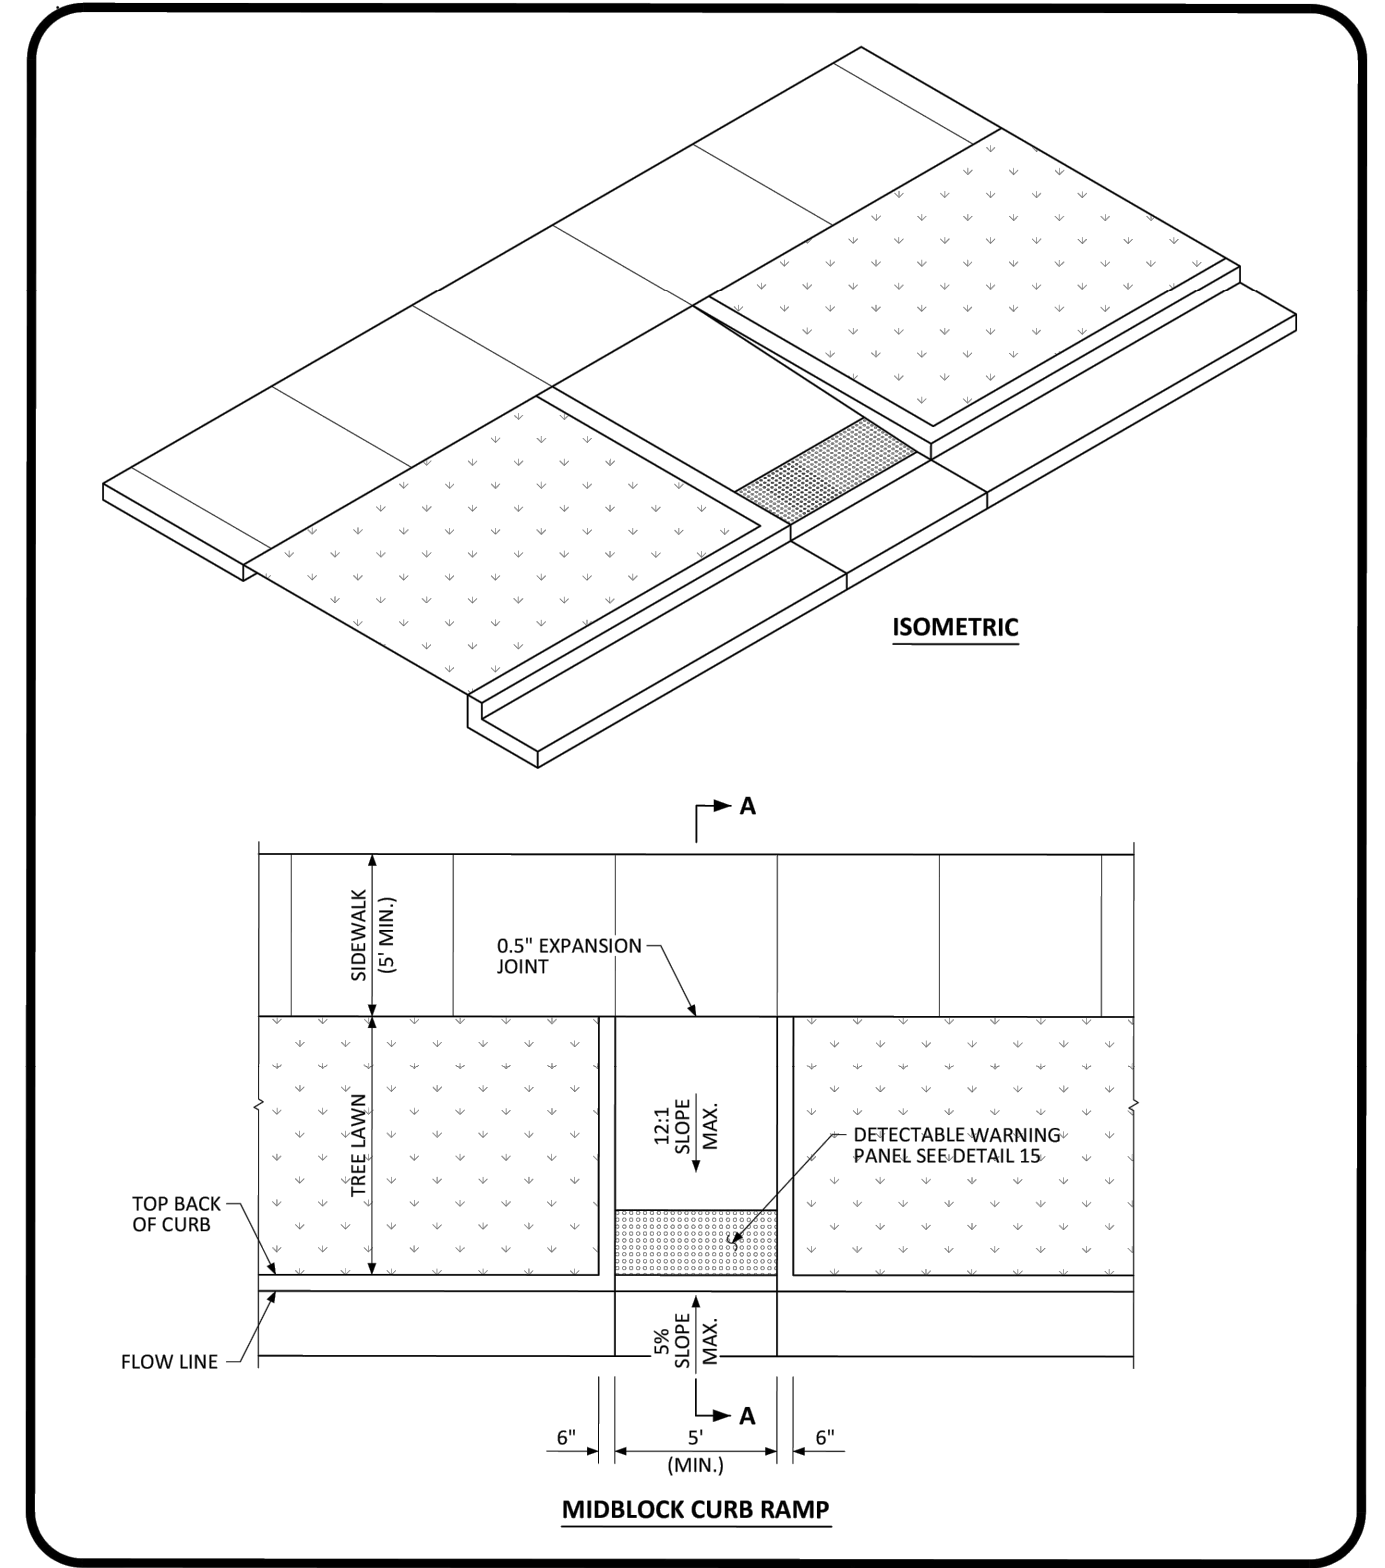 ISOMETRIC
A
SIDEWALK
(5' MIN.)
0.5" EXPANSION
JOINT
TREE LAWN
12:1
SLOPE
MAX.
DETECTABLE WARNING
PANEL SEE DETAIL 15
TOP BACK
OF CURB
5%
SLOPE
MAX.
FLOW LINE
A
6"
5'
(MIN.)
6"
MIDBLOCK CURB RAMP